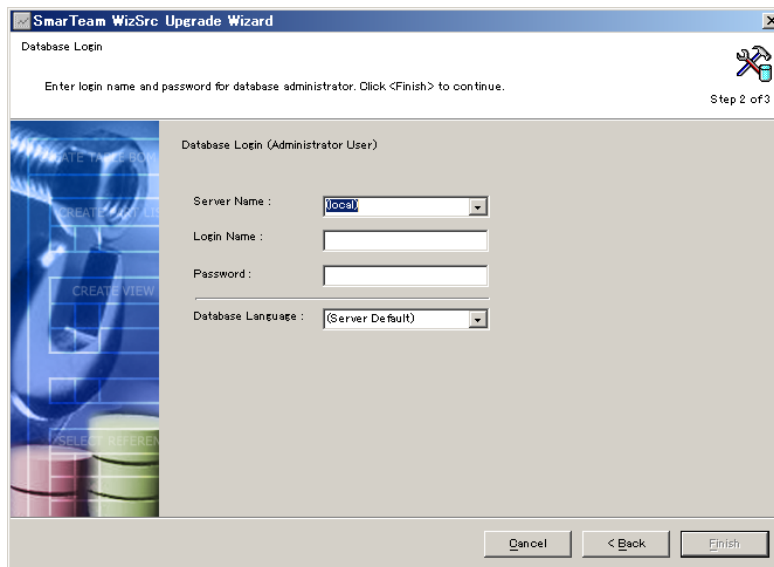 SmarTeam WizSrc Upgrade Wizard
Database Login
Enter login name and password for database administrator. Click <Finish> to continue.
Step 2 of 3
Database Login (Administrator User)
Server Name :
(local)
Login Name :
Password :
Database Language :
(Server Default)
CREATE VIEW
Cancel
< Back
Finish